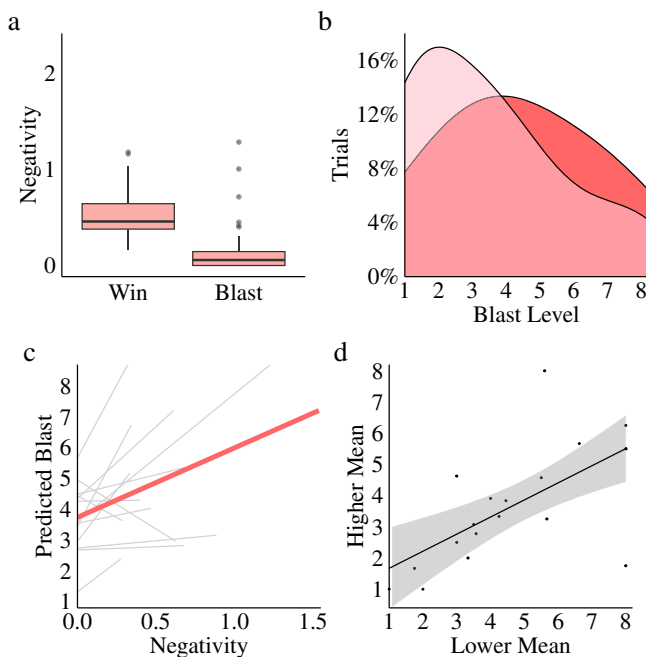 a
Negativity
2
1
0
Win Blast
b
Trials
16%
12%
8%
4%
0%
1 2 3 4 5 6 7 8
Blast Level
c
Predicted Blast
8
7
6
5
4
3
2
1
0.0 0.5 1.0 1.5
Negativity
d
Higher Mean
8
7
6
5
4
3
2
1
1 2 3 4 5 6 7 8
Lower Mean